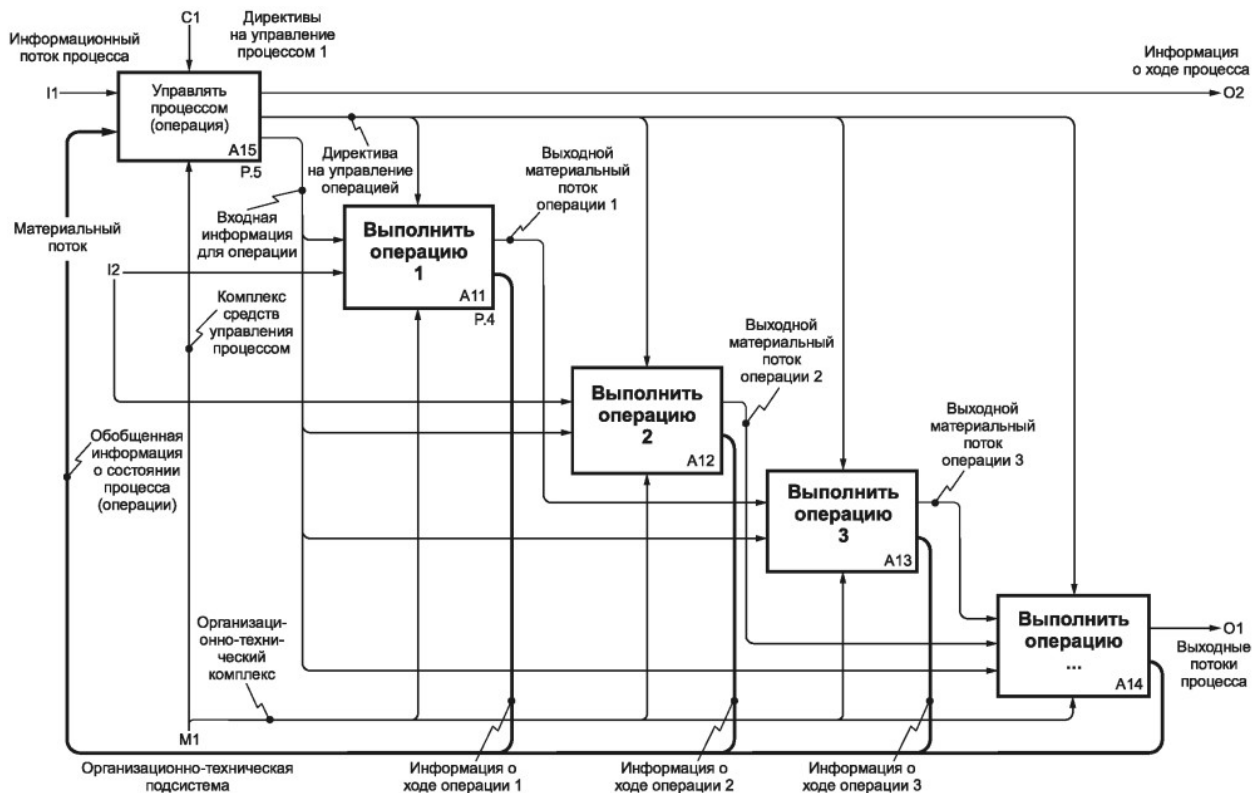 C1
Директивы
на управление
процессом 1
Информационный
поток процесса
Информация
о ходе процесса
I1
Управлять
процессом
(операция)
A15
P.5
O2
Директива
на управление
операцией
Выходной
материальный
поток
операции 1
Входная
информация
для операции
Материальный
поток
Выполнить
операцию
1
A11
P.4
I2
Комплекс
средств
управления
процессом
Выходной
материальный
поток
операции 2
Выполнить
операцию
2
A12
Выходной
материальный
поток
операции 3
Обобщенная
информация
о состоянии
процесса
(операции)
Выполнить
операцию
3
A13
Организаци-
онно-техни-
ческий
комплекс
Выполнить
операцию
...
A14
O1
Выходные
потоки
процесса
M1
Организационно-техническая
подсистема
Информация о
ходе операции 1
Информация о
ходе операции 2
Информация о
ходе операции 3